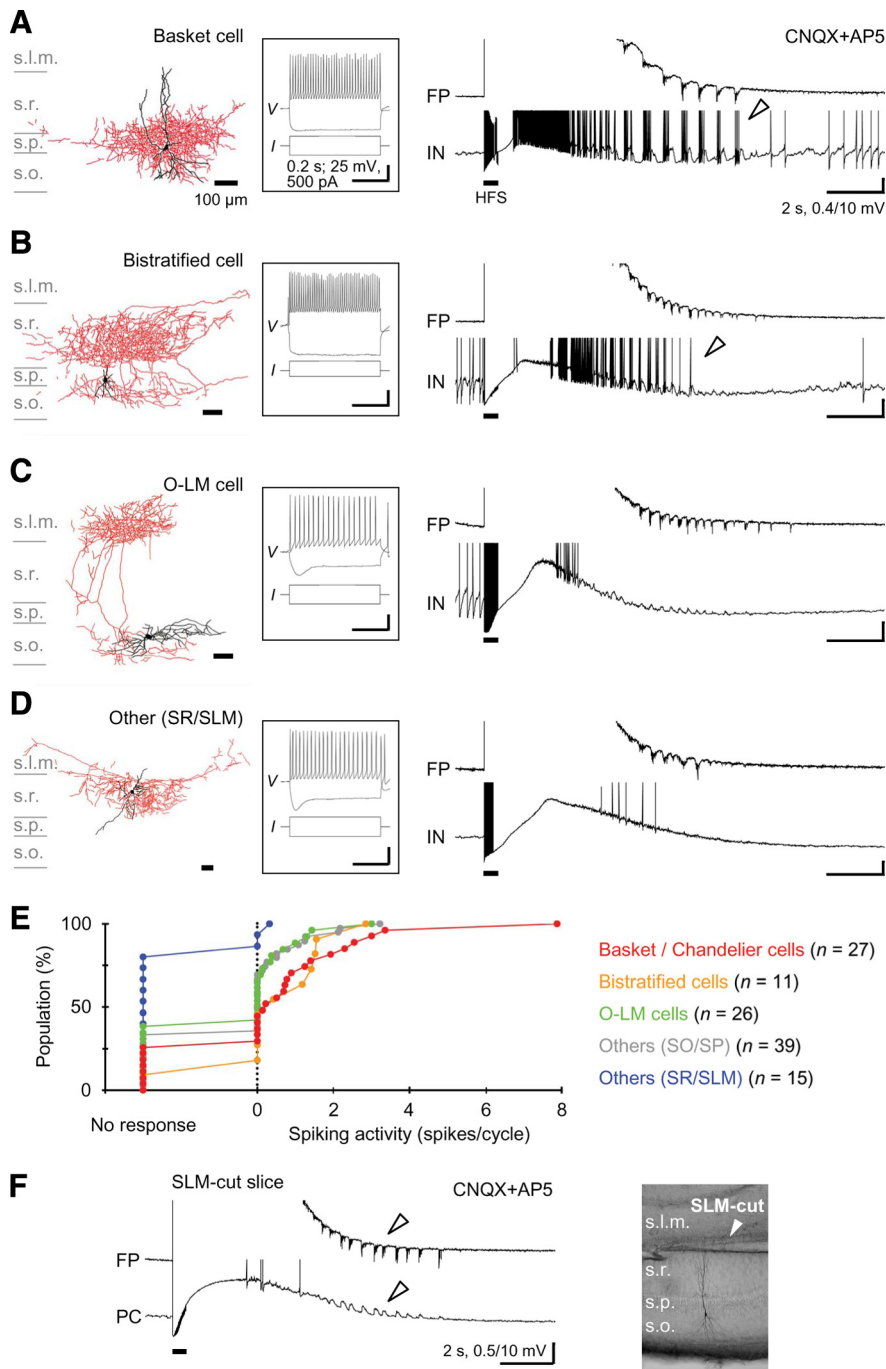 A
Basket cell
CNQX+AP5
s.l.m.
s.r.
s.p.
s.o.
100 μm
V
I
0.2 s; 25 mV,
500 pA
FP
IN
HFS
2 s, 0.4/10 mV
B
Bistratified cell
s.l.m.
s.r.
s.p.
s.o.
V
I
FP
IN
C
O-LM cell
s.l.m.
s.r.
s.p.
s.o.
V
I
FP
IN
D
Other (SR/SLM)
s.l.m.
s.r.
s.p.
s.o.
V
I
FP
IN
E
Population (%)
100
50
0
No response
0 2 4 6 8
Spiking activity (spikes/cycle)
Basket / Chandelier cells (n = 27)
Bistratified cells (n = 11)
O-LM cells (n = 26)
Others (SO/SP) (n = 39)
Others (SR/SLM) (n = 15)
F
SLM-cut slice
CNQX+AP5
FP
PC
2 s, 0.5/10 mV
SLM-cut
s.l.m.
s.r.
s.p.
s.o.